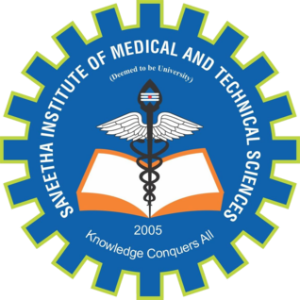 SAVEETHA INSTITUTE OF MEDICAL AND TECHNICAL SCIENCES
(Deemed to be University)
2005
Knowledge Conquers All